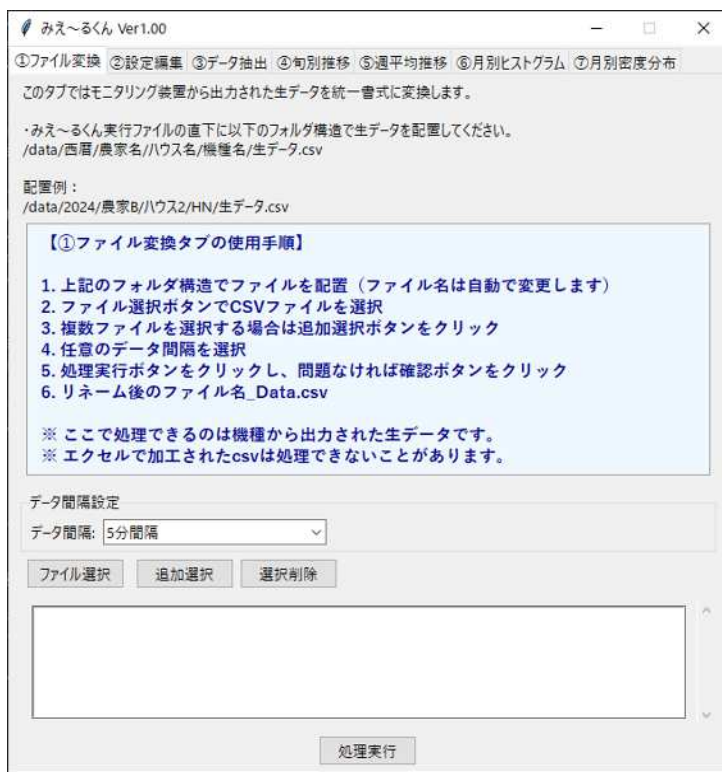 みえ~るくん Ver1.00
①ファイル変換 ②設定編集 ③データ抽出 ④旬別推移 ⑤週平均推移 ⑥月別ヒストグラム ⑦月別密度分布
このタブではモニタリング装置から出力された生データを統一書式に変換します。
・みえ~るくん実行ファイルの直下に以下のフォルダ構造で生データを配置してください。
/data/西暦/農家名/ハウス名/機種名/生データ.csv
配置例：
/data/2024/農家B/ハウス2/HN/生データ.csv
【①ファイル変換タブの使用手順】
1. 上記のフォルダ構造でファイルを配置（ファイル名は自動で変更します）
2. ファイル選択ボタンでCSVファイルを選択
3. 複数ファイルを選択する場合は追加選択ボタンをクリック
4. 任意のデータ間隔を選択
5. 処理実行ボタンをクリックし、問題なければ確認ボタンをクリック
6. リネーム後のファイル名_Data.csv
※ ここで処理できるのは機種から出力された生データです。
※ エクセルで加工されたcsvは処理できないことがあります。
データ間隔設定
データ間隔: 5分間隔
ファイル選択 追加選択 選択削除
処理実行